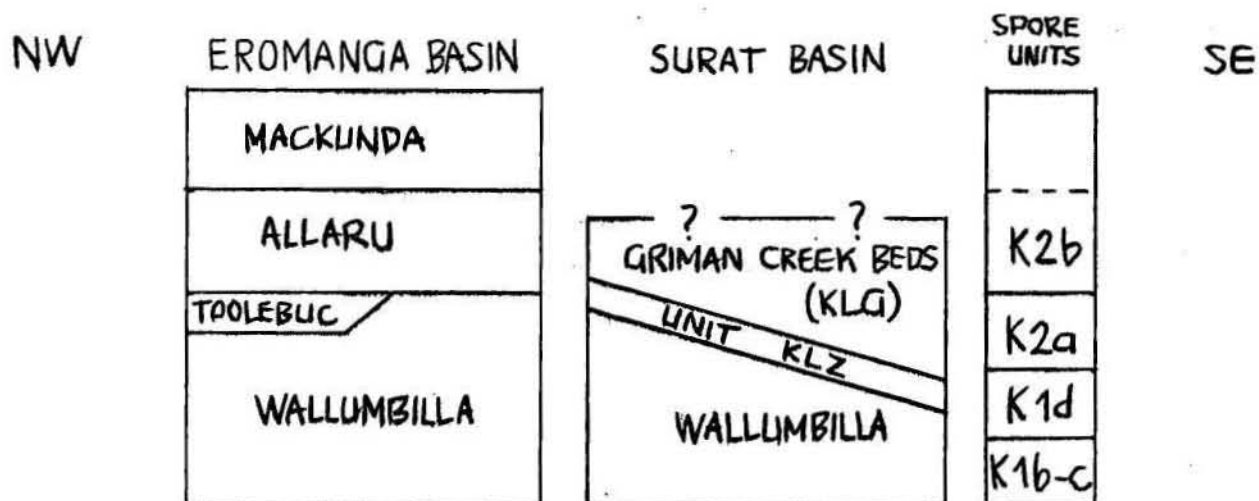 NW
EROMANGA BASIN
SURAT BASIN
SPORE
UNITS
SE
MACKUNDA
ALLARU
TOOLEBUC
WALLUMBILLA
? ?
GRIMAN CREEK BEDS
(KLG)
UNIT KLZ
WALLUMBILLA
K2b
K2a
K1d
K1b-c